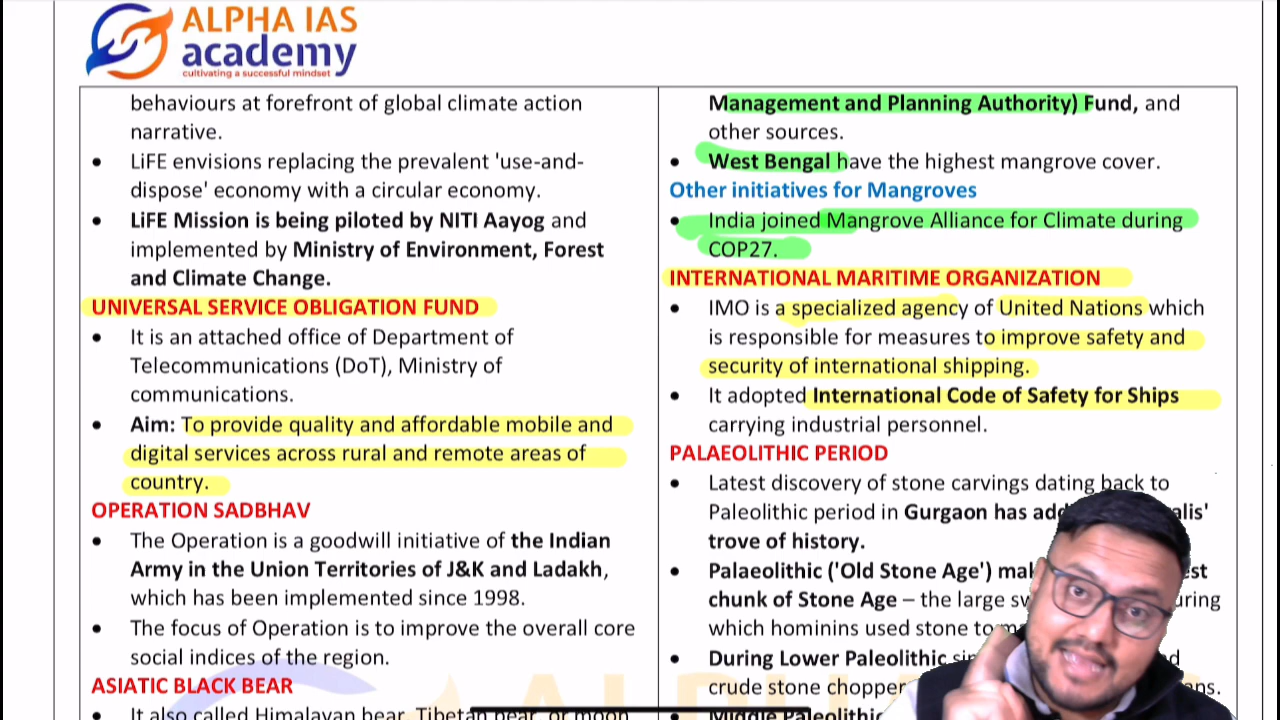 ALPHA IAS
academy
cultivating a successful mindset
behaviours at forefront of global climate action
narrative.
• LiFE envisions replacing the prevalent 'use-and-
dispose' economy with a circular economy.
• LiFE Mission is being piloted by NITI Aayog and
implemented by Ministry of Environment, Forest
and Climate Change.
UNIVERSAL SERVICE OBLIGATION FUND
• It is an attached office of Department of
Telecommunications (DoT), Ministry of
communications.
• Aim: To provide quality and affordable mobile and
digital services across rural and remote areas of
country.
OPERATION SADBHAV
• The Operation is a goodwill initiative of the Indian
Army in the Union Territories of J&K and Ladakh,
which has been implemented since 1998.
• The focus of Operation is to improve the overall core
social indices of the region.
ASIATIC BLACK BEAR
• It also called Himalayan bear, Tibetan bear, or moon
Management and Planning Authority) Fund, and
other sources.
• West Bengal have the highest mangrove cover.
Other initiatives for Mangroves
• India joined Mangrove Alliance for Climate during
COP27.
INTERNATIONAL MARITIME ORGANIZATION
• IMO is a specialized agency of United Nations which
is responsible for measures to improve safety and
security of international shipping.
• It adopted International Code of Safety for Ships
carrying industrial personnel.
PALAEOLITHIC PERIOD
• Latest discovery of stone carvings dating back to
Paleolithic period in Gurgaon has
trove of history.
• Palaeolithic ('Old Stone Age')
chunk of Stone Age – the large
which hominins used stone
• During Lower Paleolithic
crude stone
Middle Paleolithic